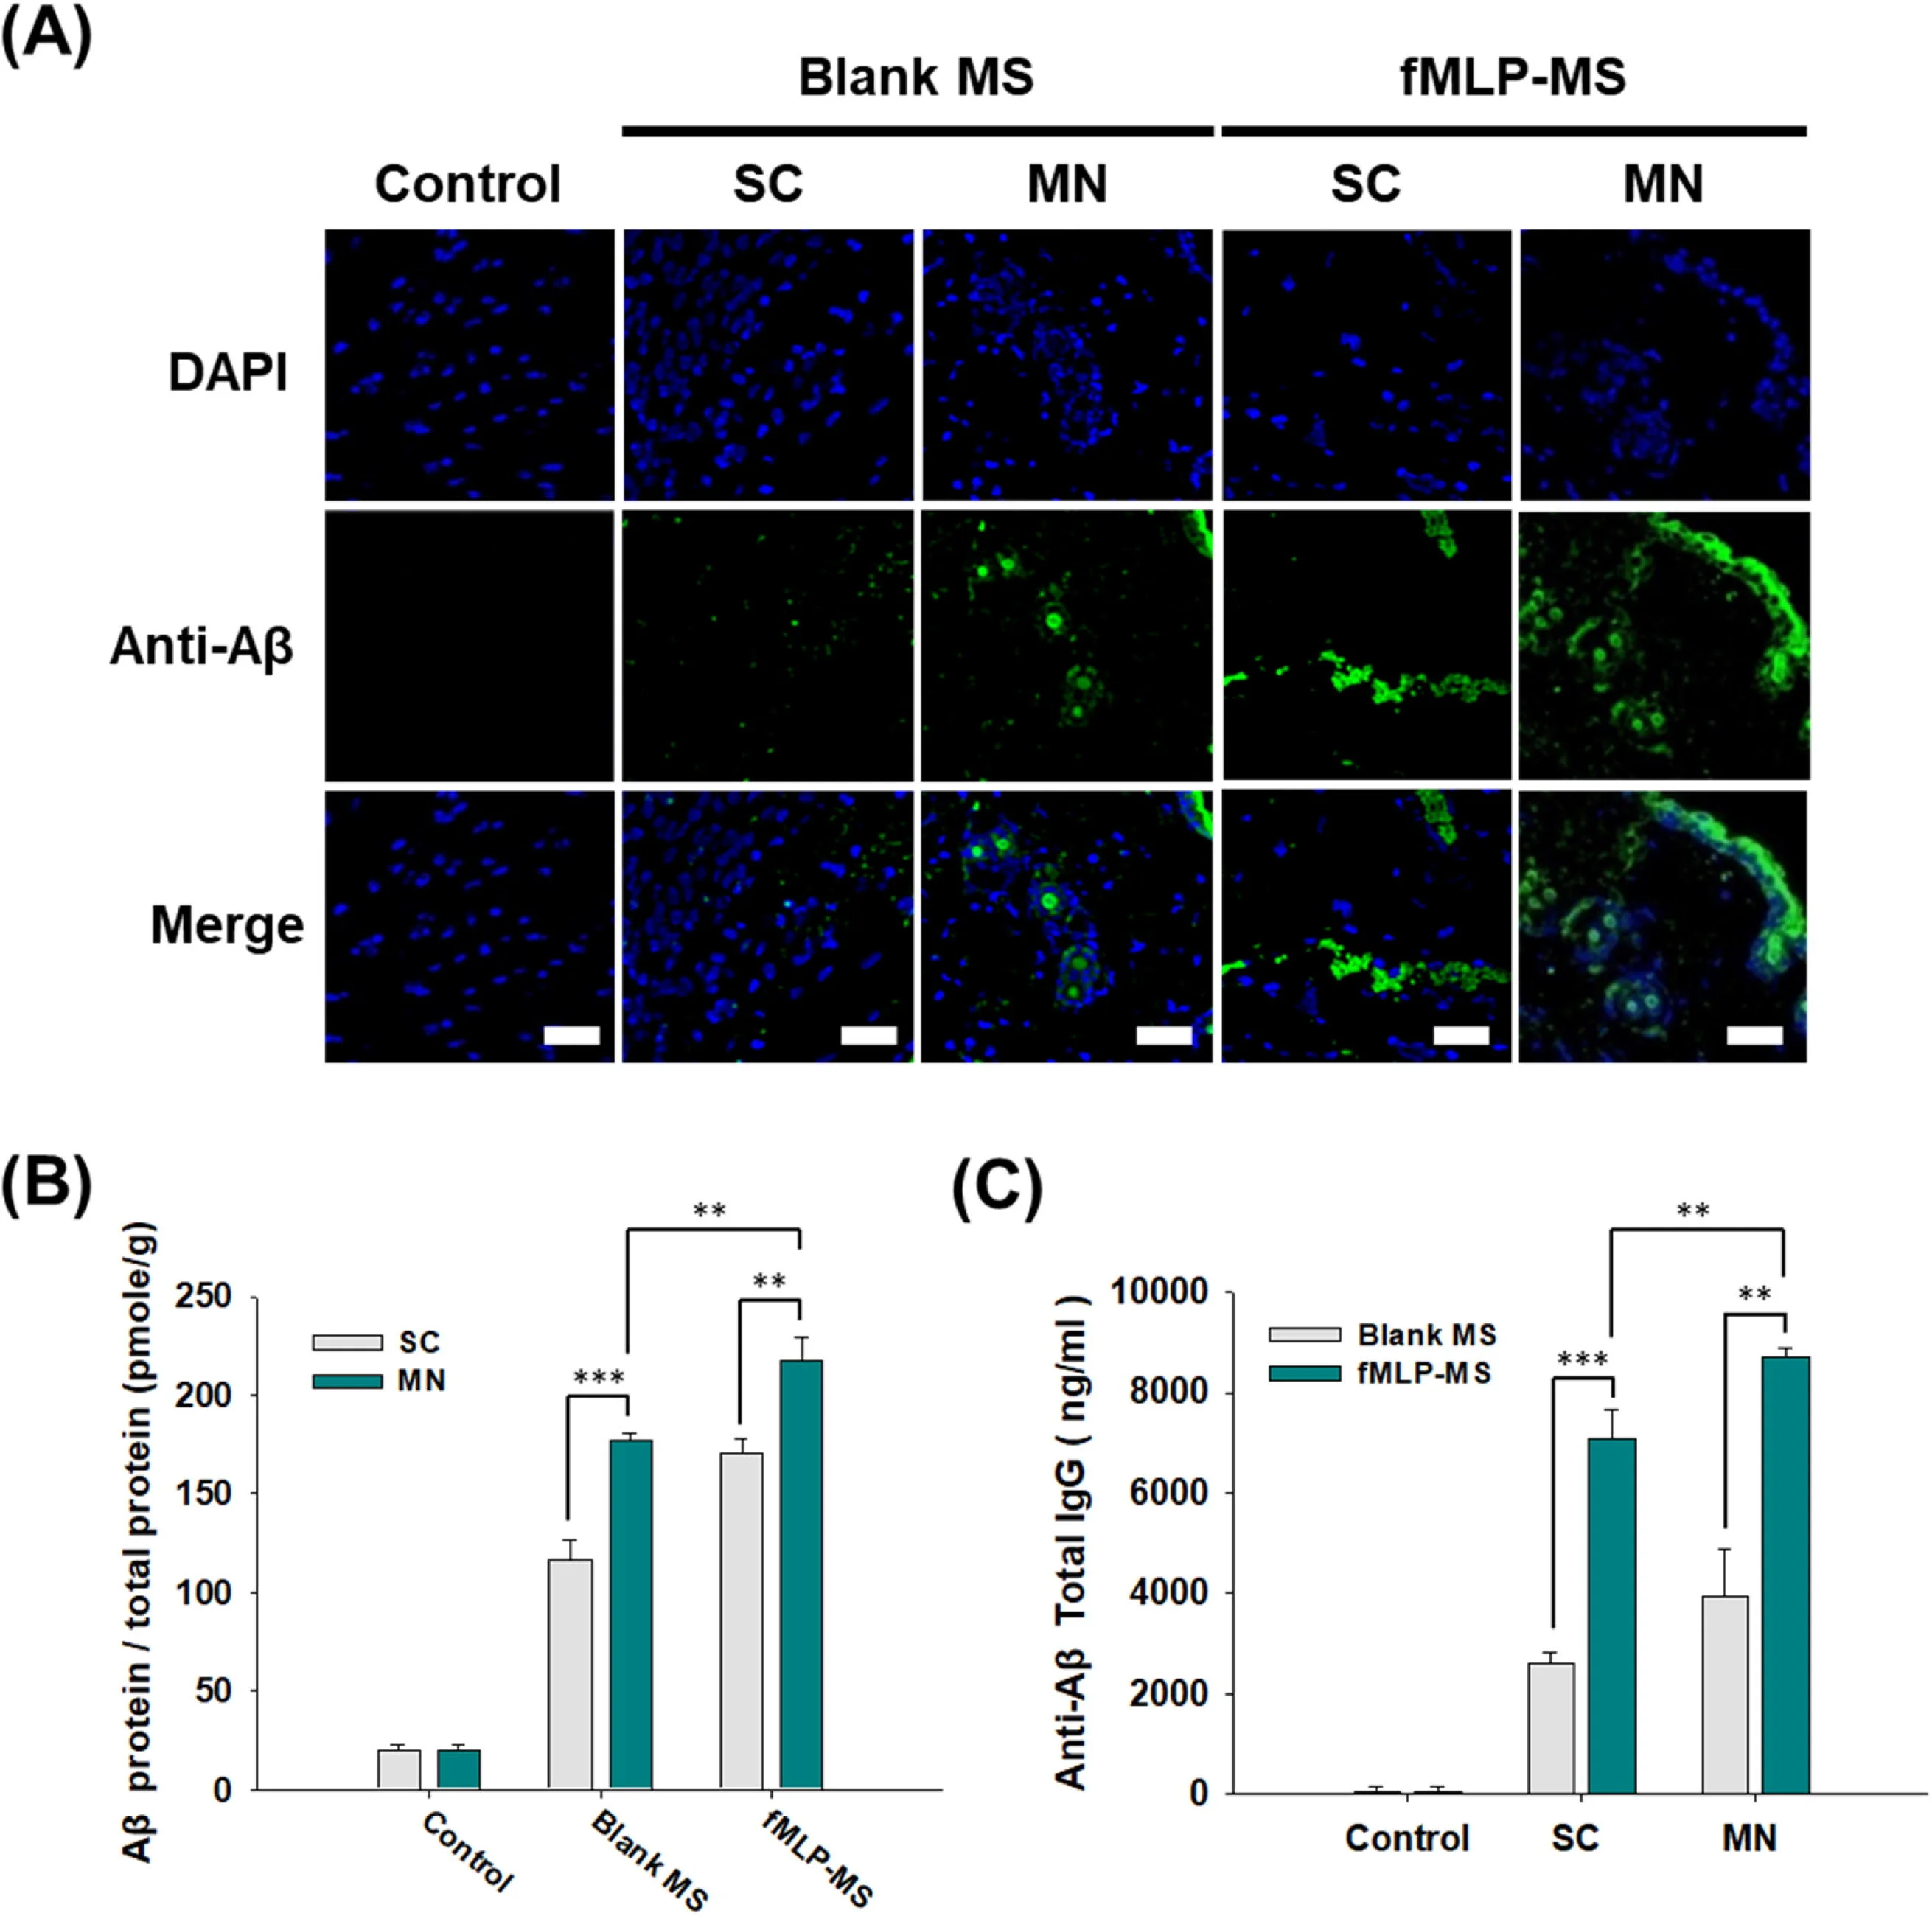 (A)
Blank MS
fMLP-MS
Control
SC
MN
SC
MN
DAPI
Anti-Aβ
Merge
(B)
Aβ protein / total protein (pmole/g)
250
200
150
100
50
0
SC
MN
***
**
**
Control
Blank MS
fMLP-MS
(C)
Anti-Aβ Total IgG ( ng/ml )
10000
8000
6000
4000
2000
0
Blank MS
fMLP-MS
***
**
**
Control
SC
MN